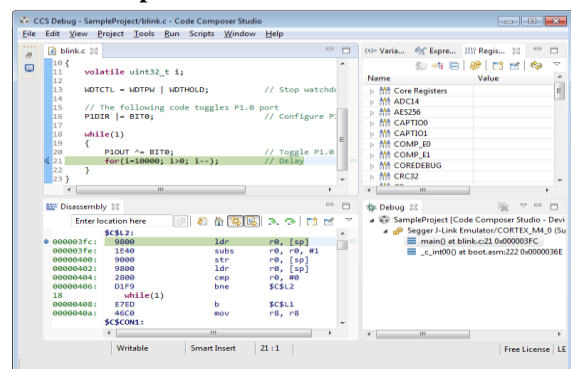 CCS Debug - SampleProject/blink.c - Code Composer Studio
File Edit View Project Tools Run Scripts Window Help
blink.c
10 {
11 volatile uint32_t i;
12
13 WDTCTL = WDTPW | WDTHOLD; // Stop watchdo
14
15 // The following code toggles P1.0 port
16 P1DIR |= BIT0; // Configure P1
17
18 while(1)
19 {
20 P1OUT ^= BIT0; // Toggle P1.0
21 for(i=10000; i>0; i--); // Delay
22 }
23 }
(x)= Varia... Expre... Regis...
Name Value
Core Registers
ADC14
AES256
CAPTIO0
CAPTIO1
COMP_E0
COMP_E1
COREDEBUG
CRC32
Disassembly
Enter location here
$C$L2:
000003fc: 9800 ldr r0, [sp]
000003fe: 1E40 subs r0, r0, #1
00000400: 9000 str r0, [sp]
00000402: 9800 ldr r0, [sp]
00000404: 2800 cmp r0, #0
00000406: D1F9 bne $C$L2
18 while(1)
00000408: E7ED b $C$L1
0000040a: 46C0 mov r8, r8
$C$CON1:
Debug
SampleProject [Code Composer Studio - Devi
Segger J-Link Emulator/CORTEX_M4_0 (Su
main() at blink.c:21 0x000003FC
_c_int00() at boot.asm:222 0x0000036E
Writable Smart Insert 21 : 1 Free License LE